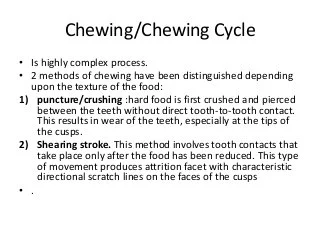 Chewing/Chewing Cycle
• Is highly complex process.
• 2 methods of chewing have been distinguished depending
upon the texture of the food:
1) puncture/crushing :hard food is first crushed and pierced
between the teeth without direct tooth-to-tooth contact.
This results in wear of the teeth, especially at the tips of
the cusps.
2) Shearing stroke. This method involves tooth contacts that
take place only after the food has been reduced. This type
of movement produces attrition facet with characteristic
directional scratch lines on the faces of the cusps
• .